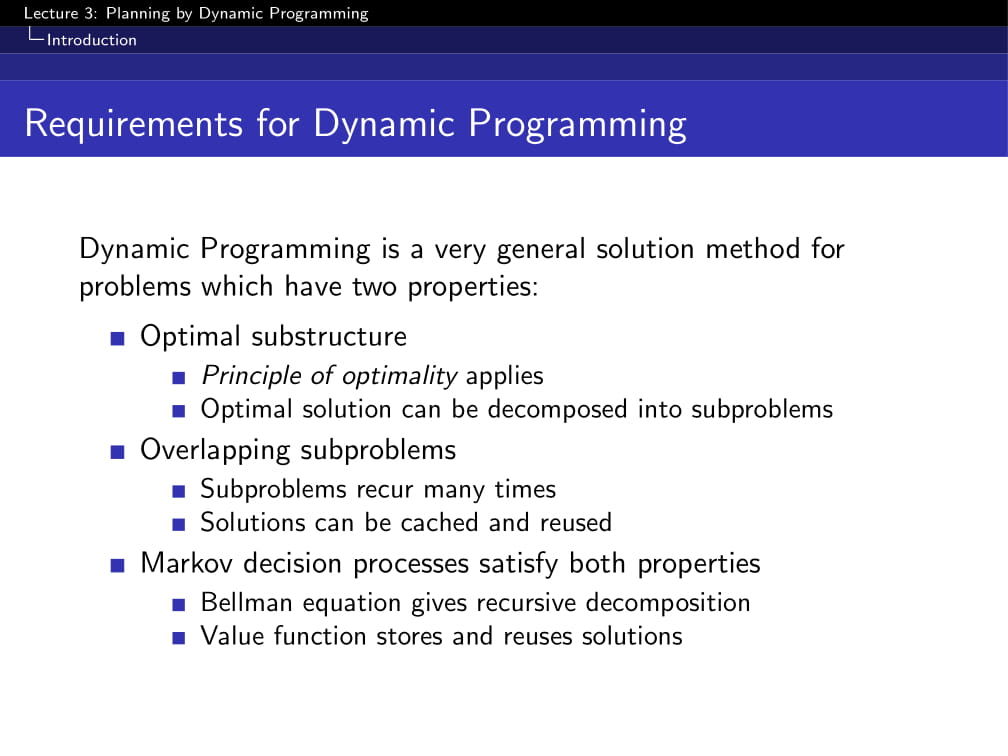 Lecture 3: Planning by Dynamic Programming
Introduction
Requirements for Dynamic Programming
Dynamic Programming is a very general solution method for
problems which have two properties:
Optimal substructure
Principle of optimality applies
Optimal solution can be decomposed into subproblems
Overlapping subproblems
Subproblems recur many times
Solutions can be cached and reused
Markov decision processes satisfy both properties
Bellman equation gives recursive decomposition
Value function stores and reuses solutions